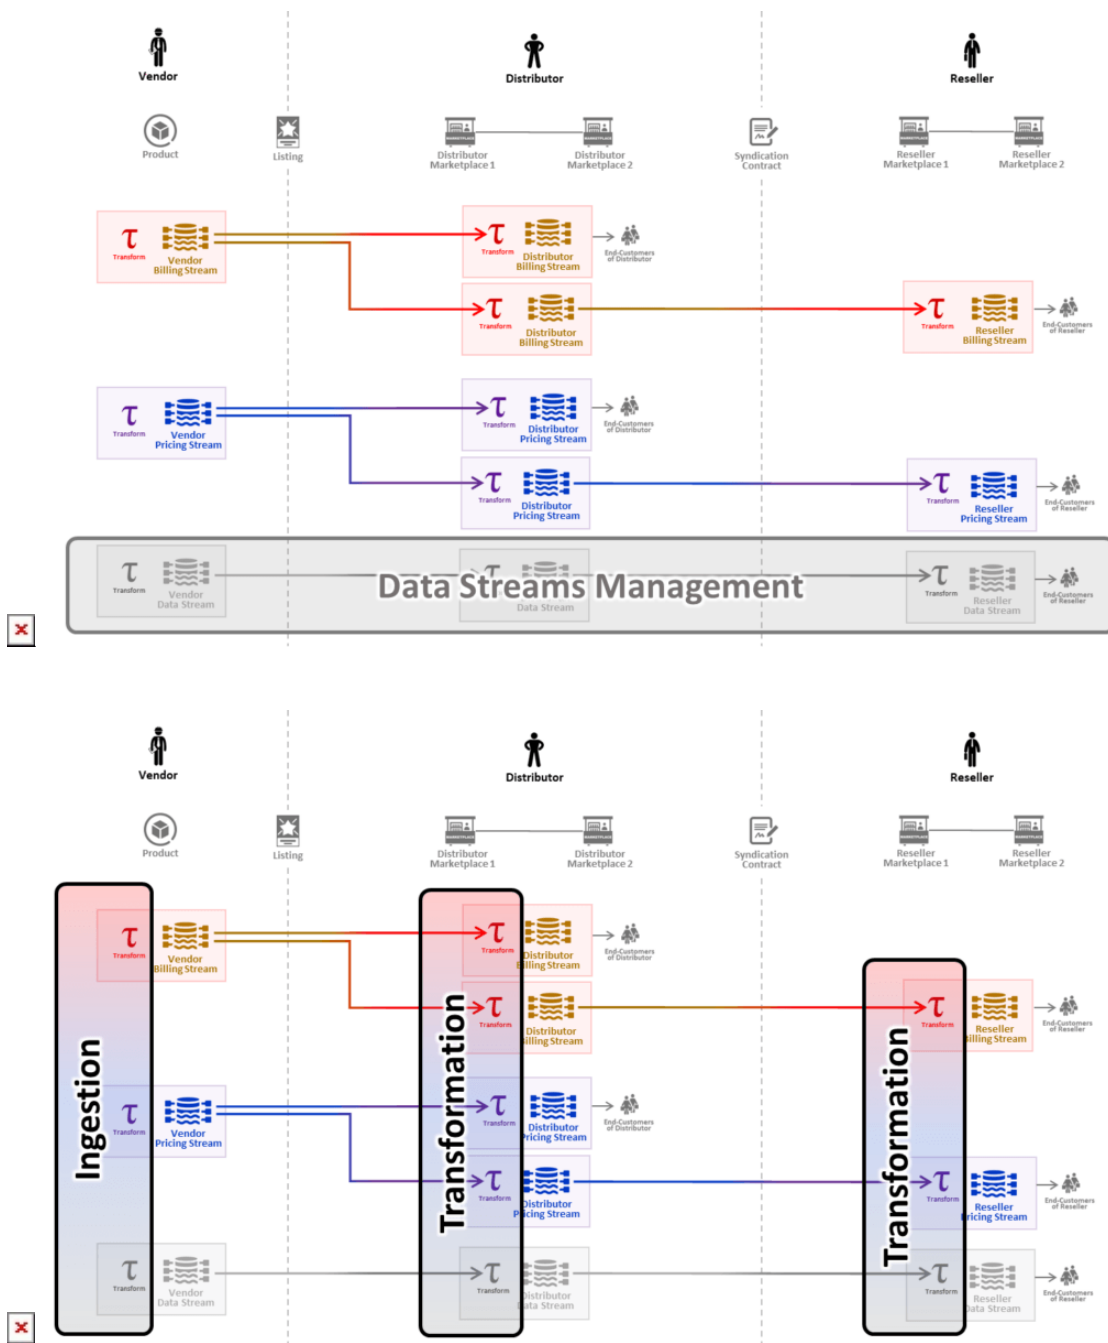 Vendor
Distributor
Reseller
Product
Listing
Distributor
Marketplace 1
Distributor
Marketplace 2
Syndication
Contract
Reseller
Marketplace 1
Reseller
Marketplace 2
τ
Transform
Vendor
Billing Stream
τ
Transform
Distributor
Billing Stream
End-Customers
of Distributor
τ
Transform
Distributor
Billing Stream
τ
Transform
Reseller
Billing Stream
End-Customers
of Reseller
τ
Transform
Vendor
Pricing Stream
τ
Transform
Distributor
Pricing Stream
End-Customers
of Distributor
τ
Transform
Distributor
Pricing Stream
τ
Transform
Reseller
Pricing Stream
End-Customers
of Reseller
Data Streams Management
τ
Transform
Vendor
Data Stream
Data Stream
τ
Transform
Reseller
Data Stream
End-Customers
of Reseller
Vendor
Distributor
Reseller
Product
Listing
Distributor
Marketplace 1
Distributor
Marketplace 2
Syndication
Contract
Reseller
Marketplace 1
Reseller
Marketplace 2
Ingestion
Transformation
Transformation
τ
Transform
Vendor
Billing Stream
τ
Transform
Distributor
Billing Stream
End-Customers
of Distributor
τ
Transform
Distributor
Billing Stream
τ
Transform
Reseller
Billing Stream
End-Customers
of Reseller
τ
Transform
Vendor
Pricing Stream
τ
Transform
Distributor
Pricing Stream
End-Customers
of Distributor
τ
Transform
Distributor
Pricing Stream
τ
Transform
Reseller
Pricing Stream
End-Customers
of Reseller
τ
Transform
Vendor
Data Stream
τ
Transform
Distributor
Data Stream
τ
Transform
Reseller
Data Stream
End-Customers
of Reseller